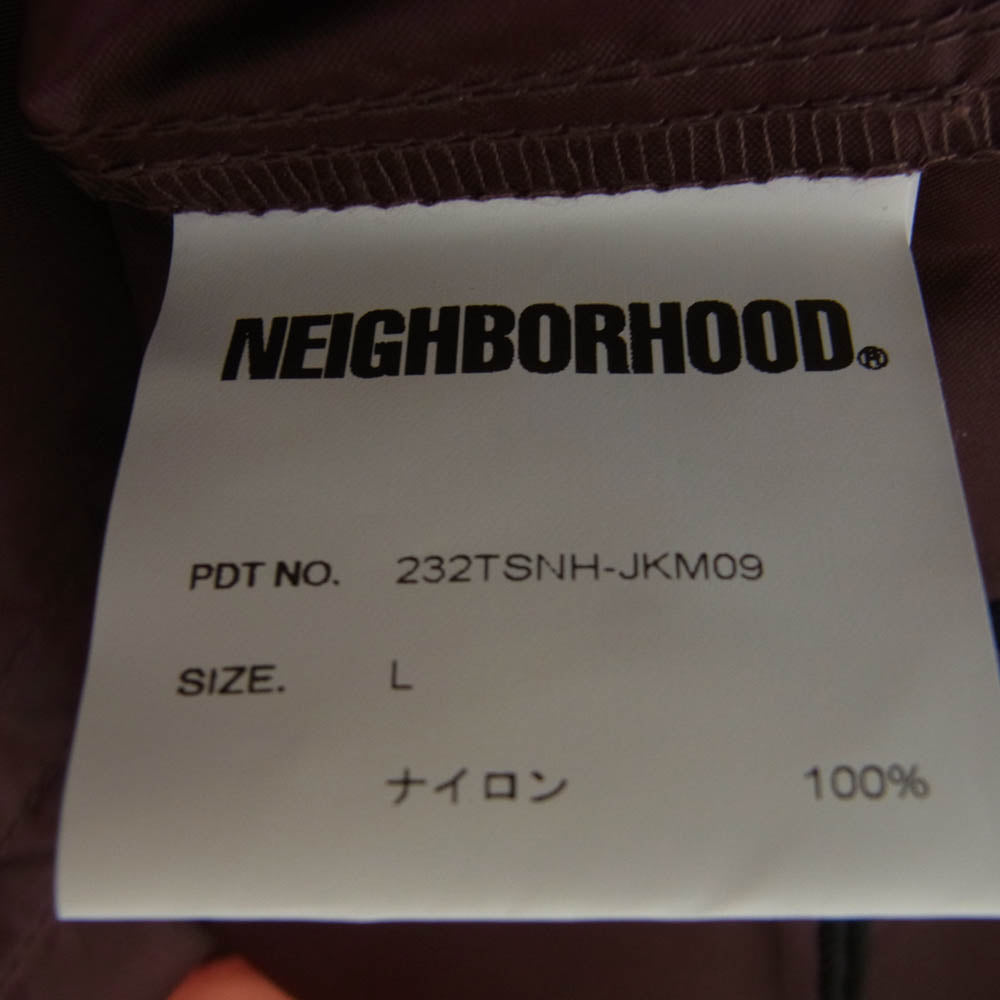 NEIGHBORHOOD®
PDT NO. 232TSNH-JKM09
SIZE. L
ナイロン 100%